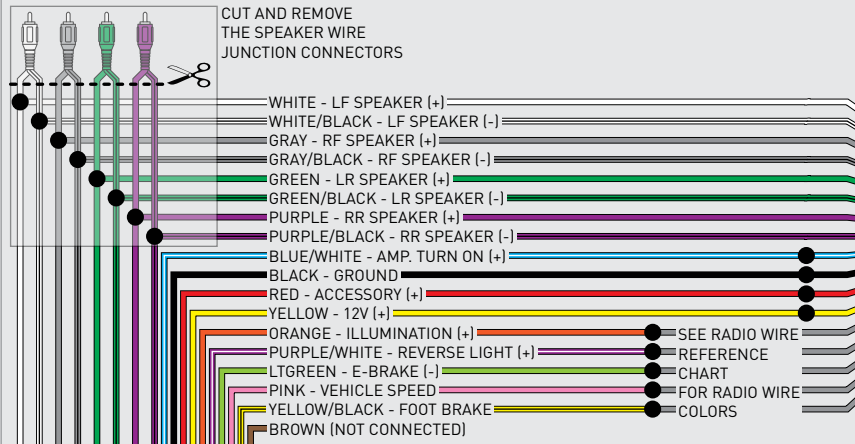 CUT AND REMOVE
THE SPEAKER WIRE
JUNCTION CONNECTORS
WHITE - LF SPEAKER (+)
WHITE/BLACK - LF SPEAKER (-)
GRAY - RF SPEAKER (+)
GRAY/BLACK - RF SPEAKER (-)
GREEN - LR SPEAKER (+)
GREEN/BLACK - LR SPEAKER (-)
PURPLE - RR SPEAKER (+)
PURPLE/BLACK - RR SPEAKER (-)
BLUE/WHITE - AMP. TURN ON (+)
BLACK - GROUND
RED - ACCESSORY (+)
YELLOW - 12V (+)
ORANGE - ILLUMINATION (+)
PURPLE/WHITE - REVERSE LIGHT (+)
LTGREEN - E-BRAKE (-)
PINK - VEHICLE SPEED
YELLOW/BLACK - FOOT BRAKE
BROWN (NOT CONNECTED)
SEE RADIO WIRE
REFERENCE
CHART
FOR RADIO WIRE
COLORS